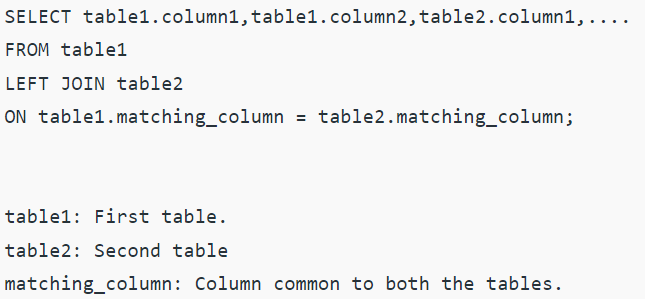 SELECT table1.column1,table1.column2,table2.column1,....
FROM table1
LEFT JOIN table2
ON table1.matching_column = table2.matching_column;
table1: First table.
table2: Second table
matching_column: Column common to both the tables.